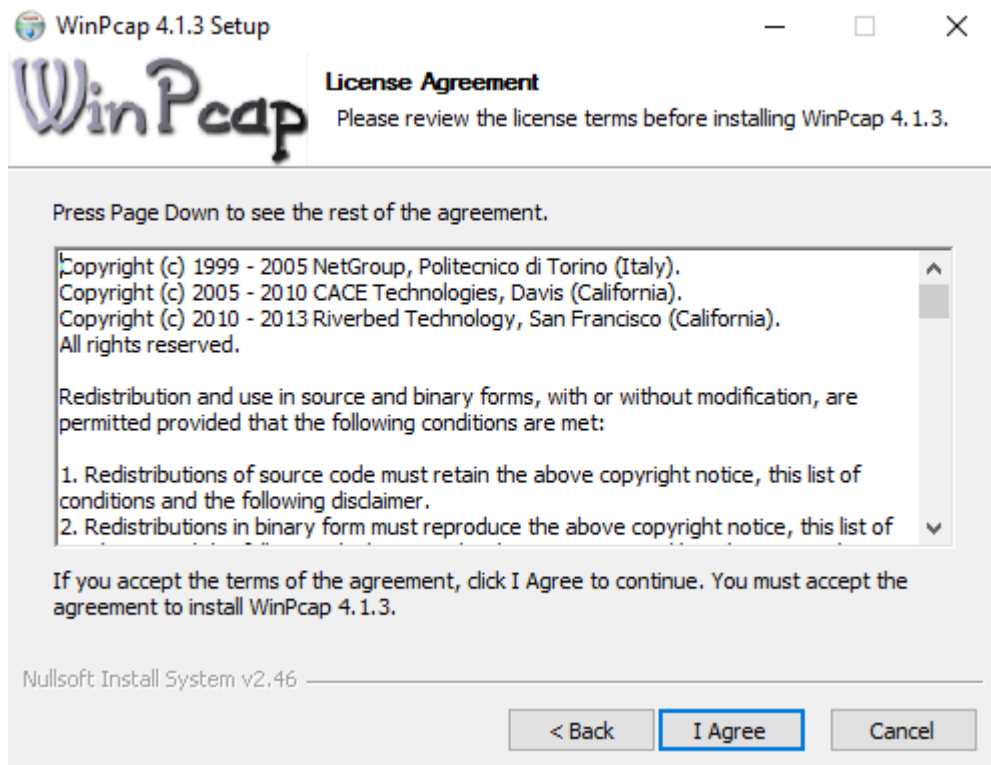 WinPcap 4.1.3 Setup
WinPcap
License Agreement
Please review the license terms before installing WinPcap 4.1.3.
Press Page Down to see the rest of the agreement.
Copyright (c) 1999 - 2005 NetGroup, Politecnico di Torino (Italy).
Copyright (c) 2005 - 2010 CACE Technologies, Davis (California).
Copyright (c) 2010 - 2013 Riverbed Technology, San Francisco (California).
All rights reserved.
Redistribution and use in source and binary forms, with or without modification, are
permitted provided that the following conditions are met:
1. Redistributions of source code must retain the above copyright notice, this list of
conditions and the following disclaimer.
2. Redistributions in binary form must reproduce the above copyright notice, this list of
If you accept the terms of the agreement, click I Agree to continue. You must accept the
agreement to install WinPcap 4.1.3.
Nullsoft Install System v2.46
< Back
I Agree
Cancel